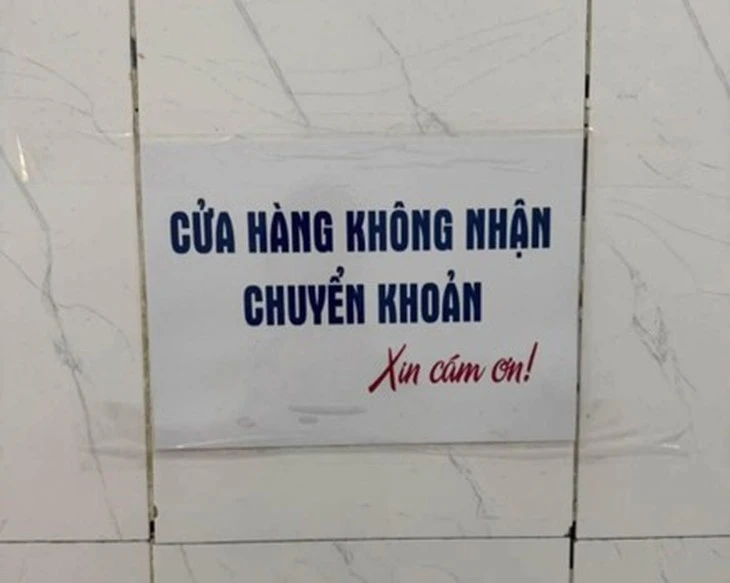 CỬA HÀNG KHÔNG NHẬN
CHUYỂN KHOẢN
Xin cám ơn!